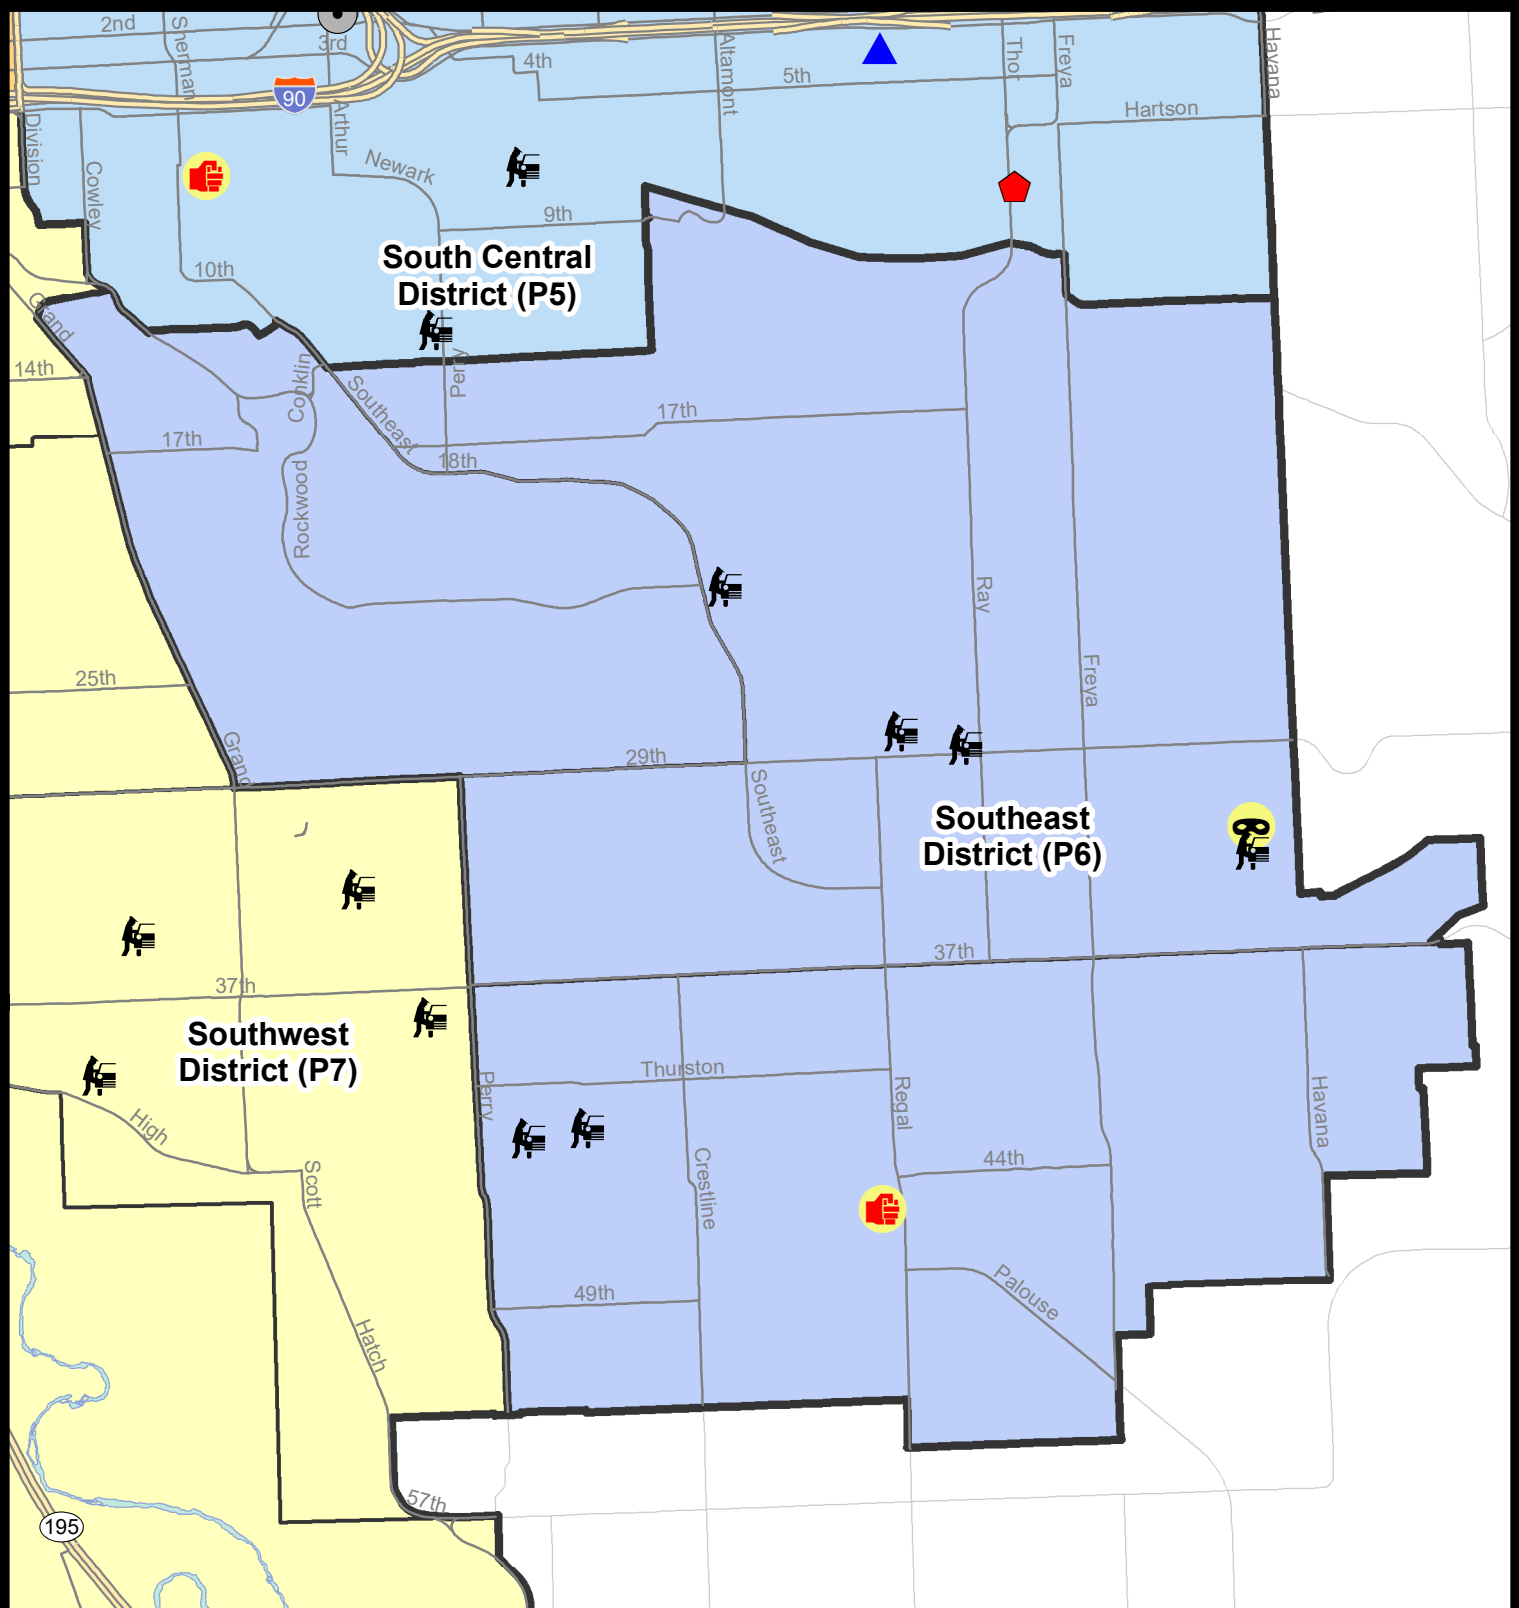 2nd
Sherman
3rd
4th
Altamont
5th
Thor
Freya
Havana
90
Hartson
Division
Arthur
Cowley
Newark
9th
South Central
District (P5)
10th
Grand
14th
Conklin
Perry
Southeast
17th
17th
18th
Rockwood
Ray
Freya
25th
Grand
29th
Southeast
Southeast
District (P6)
37th
37th
Southwest
District (P7)
Thurston
Perry
Regal
Havana
High
Scott
Crestline
44th
49th
Palouse
Hatch
57th
195